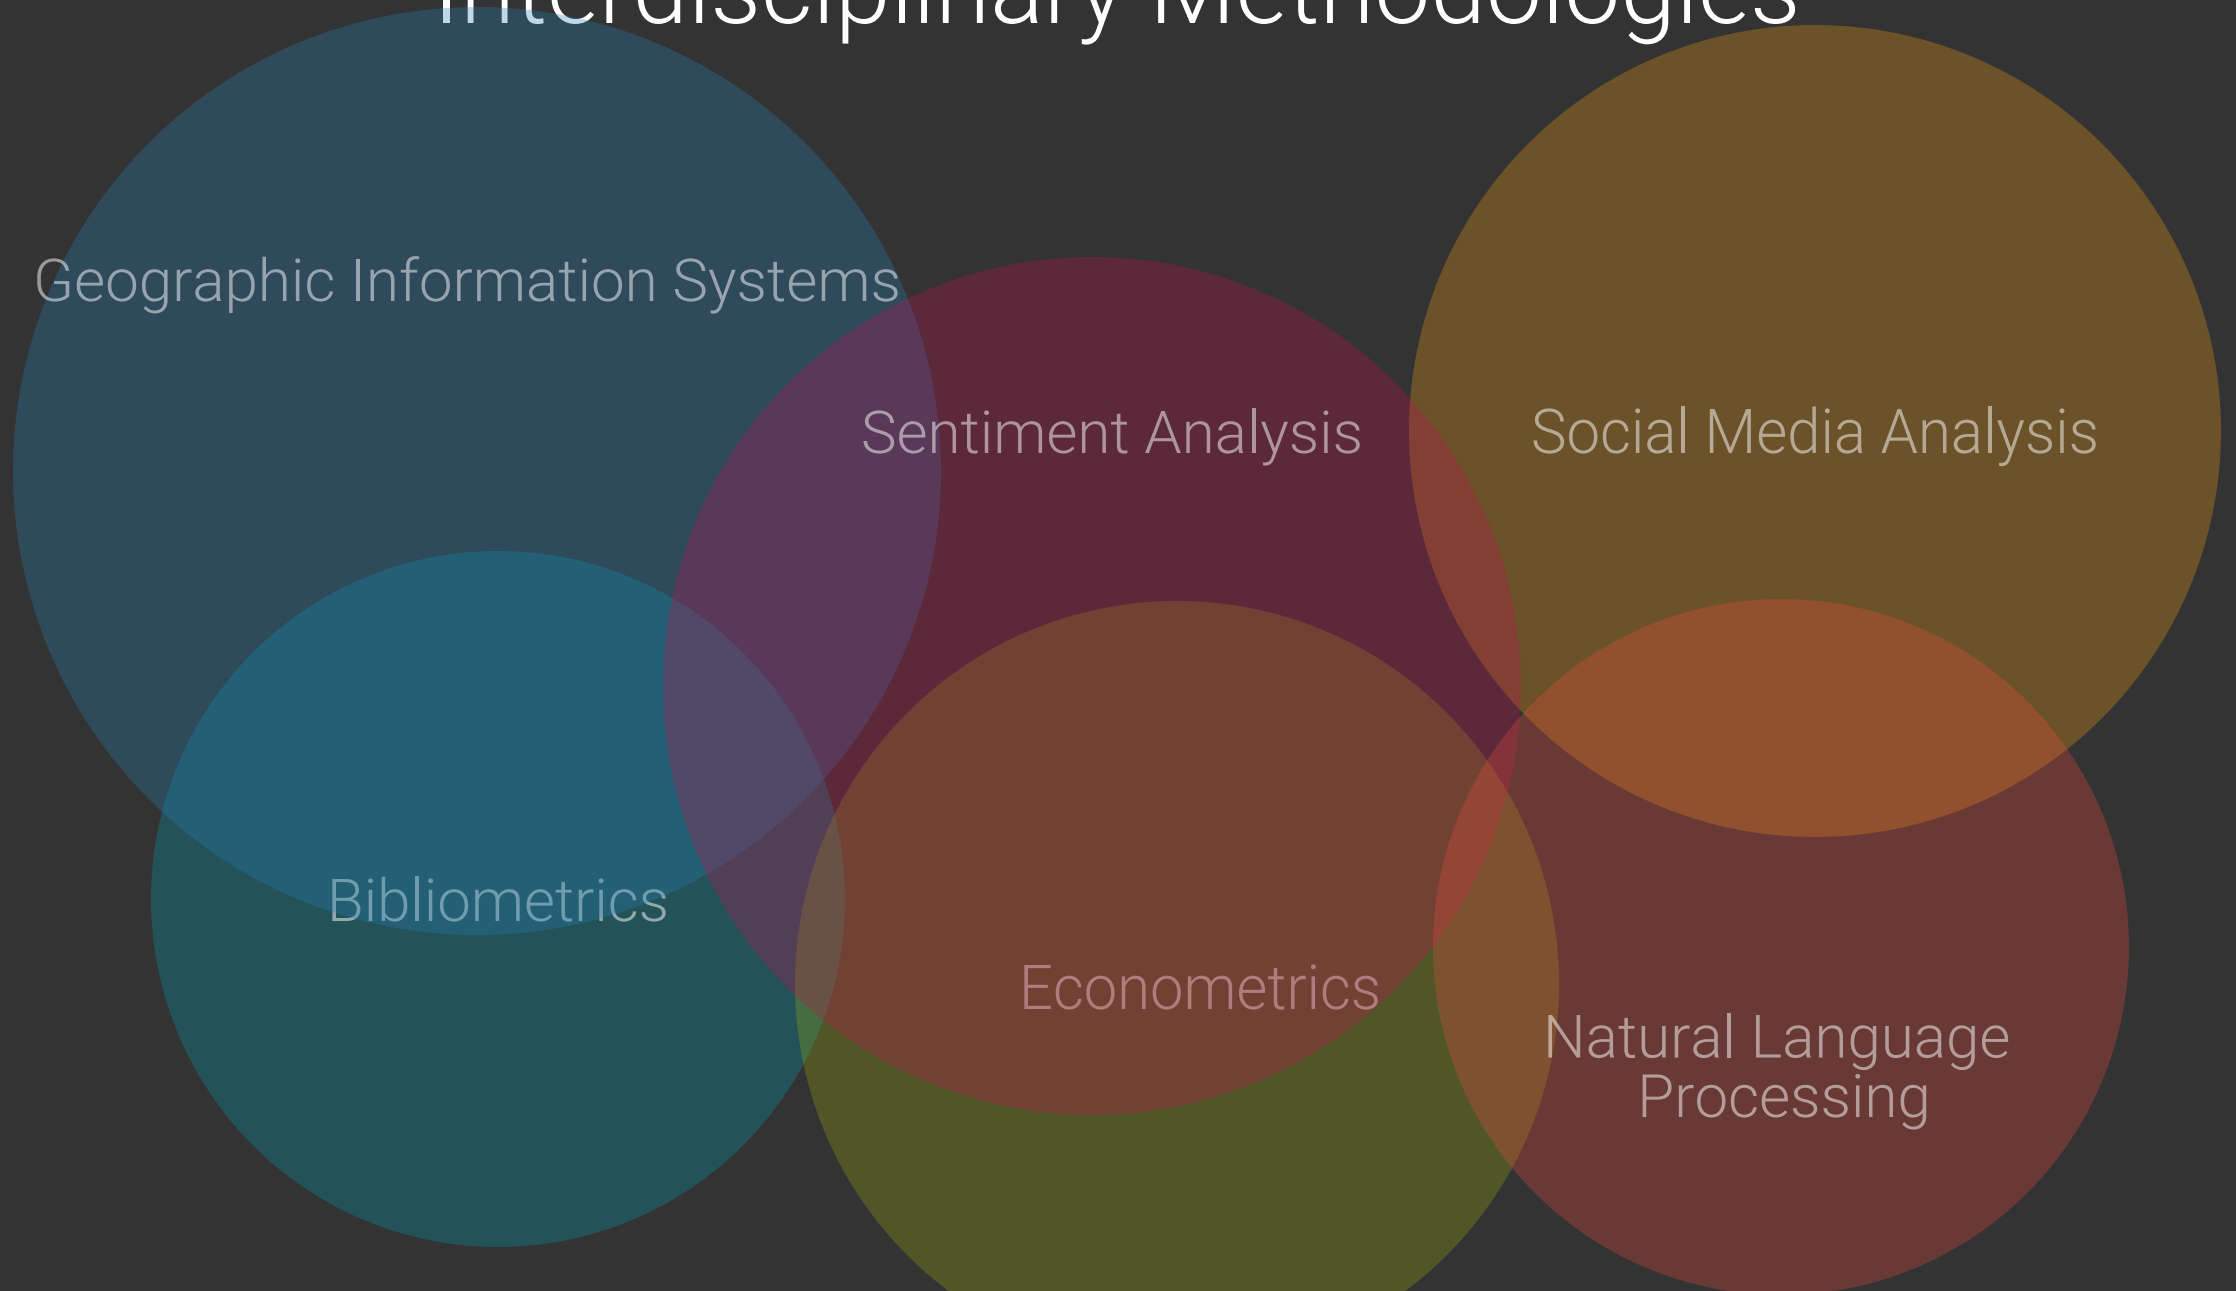 Interdisciplinary Methodologies
Geographic Information Systems
Sentiment Analysis
Social Media Analysis
Bibliometrics
Econometrics
Natural Language
Processing